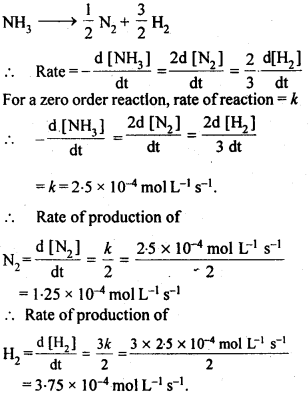 NH₃ ⟶ 1/2 N₂ + 3/2 H₂
∴ Rate = - d [NH₃]/dt = 2d [N₂]/dt = 2/3 d[H₂]/dt
For a zero order reaction, rate of reaction = k
∴ - d [NH₃]/dt = 2d [N₂]/dt = 2d [H₂]/3 dt
= k = 2·5 × 10⁻⁴ mol L⁻¹ s⁻¹.
∴ Rate of production of
N₂ = d [N₂]/dt = k/2 = 2·5 × 10⁻⁴ mol L⁻¹ s⁻¹/2
= 1·25 × 10⁻⁴ mol L⁻¹ s⁻¹
∴ Rate of production of
H₂ = d [H₂]/dt = 3k/2 = 3 × 2·5 × 10⁻⁴ mol L⁻¹ s⁻¹/2
= 3·75 × 10⁻⁴ mol L⁻¹ s⁻¹.